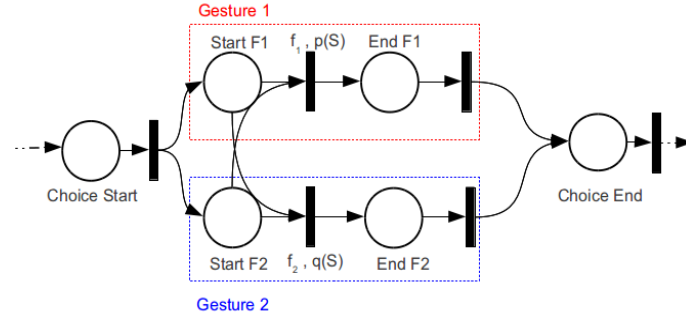 Gesture 1
Start F1
f1 , p(S)
End F1
Choice Start
Choice End
Start F2
f2 , q(S)
End F2
Gesture 2